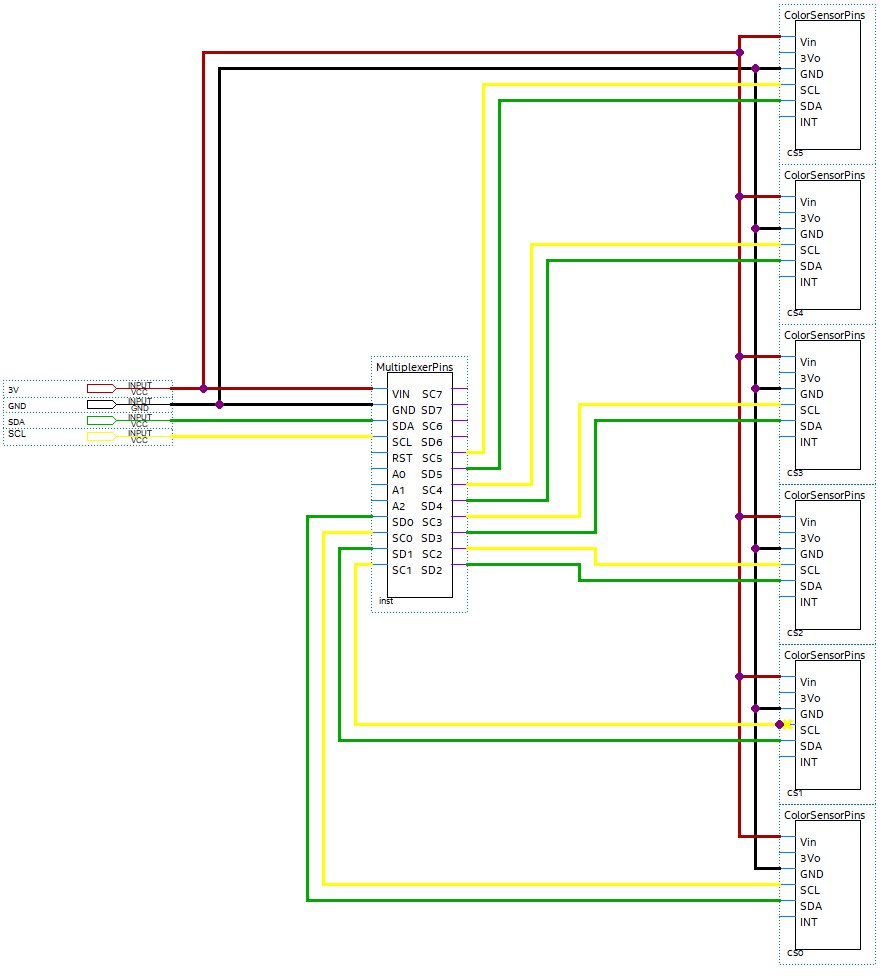 ColorSensorPins
Vin
3Vo
GND
SCL
SDA
INT
CS5
ColorSensorPins
Vin
3Vo
GND
SCL
SDA
INT
CS4
ColorSensorPins
Vin
3Vo
GND
SCL
SDA
INT
CS3
3V INPUT
VCC
GND INPUT
GND
SDA INPUT
VCC
SCL INPUT
VCC
MultiplexerPins
VIN SC7
GND SD7
SDA SC6
SCL SD6
RST SC5
A0 SD5
A1 SC4
A2 SD4
SD0 SC3
SC0 SD3
SD1 SC2
SC1 SD2
inst
ColorSensorPins
Vin
3Vo
GND
SCL
SDA
INT
CS2
ColorSensorPins
Vin
3Vo
GND
SCL
SDA
INT
CS1
ColorSensorPins
Vin
3Vo
GND
SCL
SDA
INT
CS0